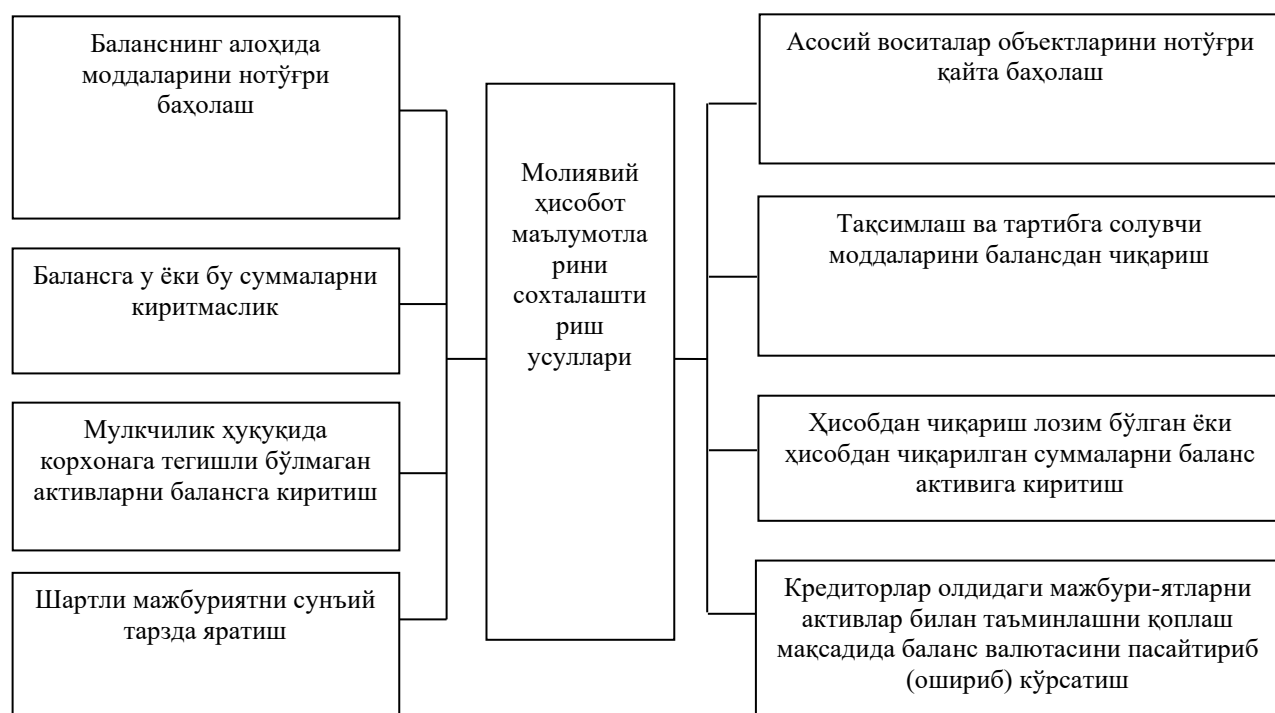 Баланснинг алоҳида
моддаларини нотўғри
баҳолаш
Балансга у ёки бу суммаларни
киритмаслик
Мулкчилик ҳуқуқида
корхонага тегишли бўлмаган
активларни балансга киритиш
Шартли мажбуриятни сунъий
тарзда яратиш
Молиявий
ҳисобот
маълумотла
рини
сохталашти
риш
усуллари
Асосий воситалар объектларини нотўғри
қайта баҳолаш
Тақсимлаш ва тартибга солувчи
моддаларини балансдан чиқариш
Ҳисобдан чиқариш лозим бўлган ёки
ҳисобдан чиқарилган суммаларни баланс
активига киритиш
Кредиторлар олдидаги мажбури-ятларни
активлар билан таъминлашни қоплаш
мақсадида баланс валютасини пасайтириб
(ошириб) кўрсатиш